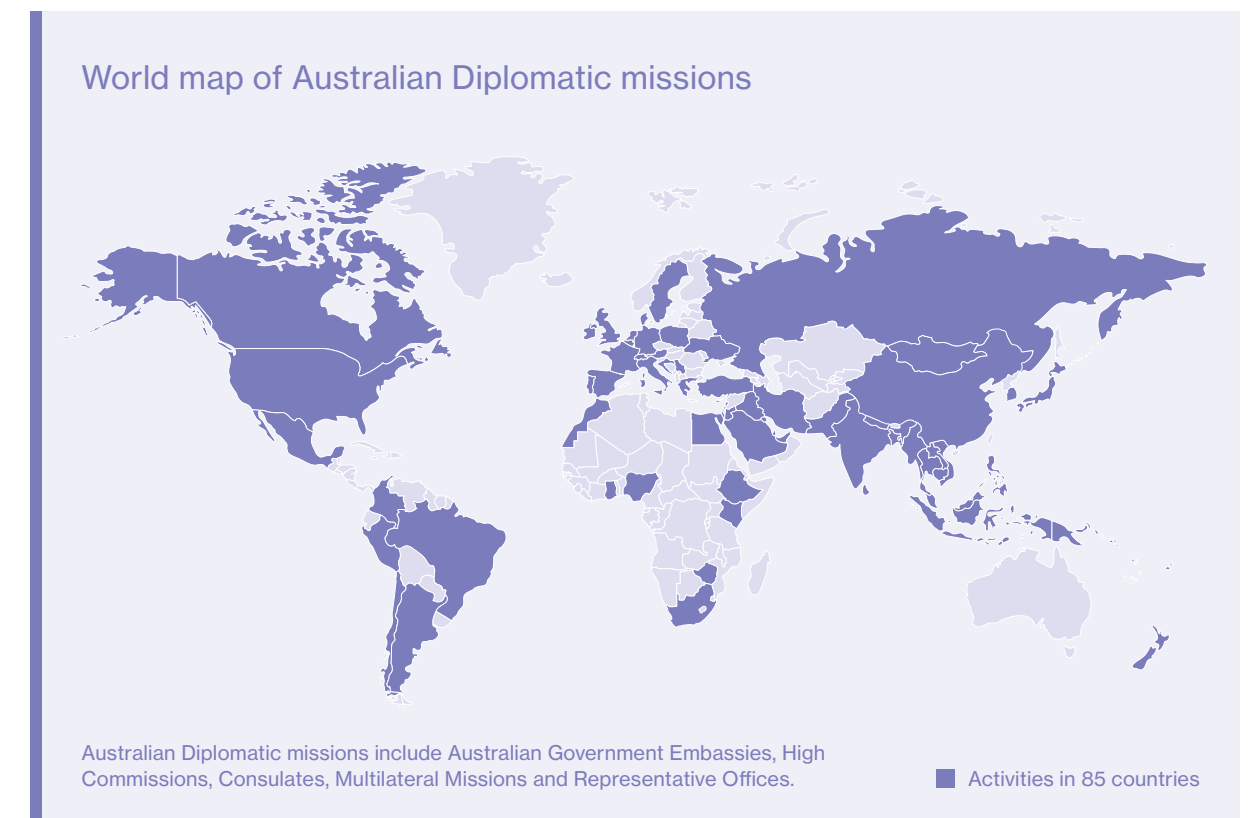 World map of Australian Diplomatic missions
Australian Diplomatic missions include Australian Government Embassies, High
Commissions, Consulates, Multilateral Missions and Representative Offices.
Activities in 85 countries